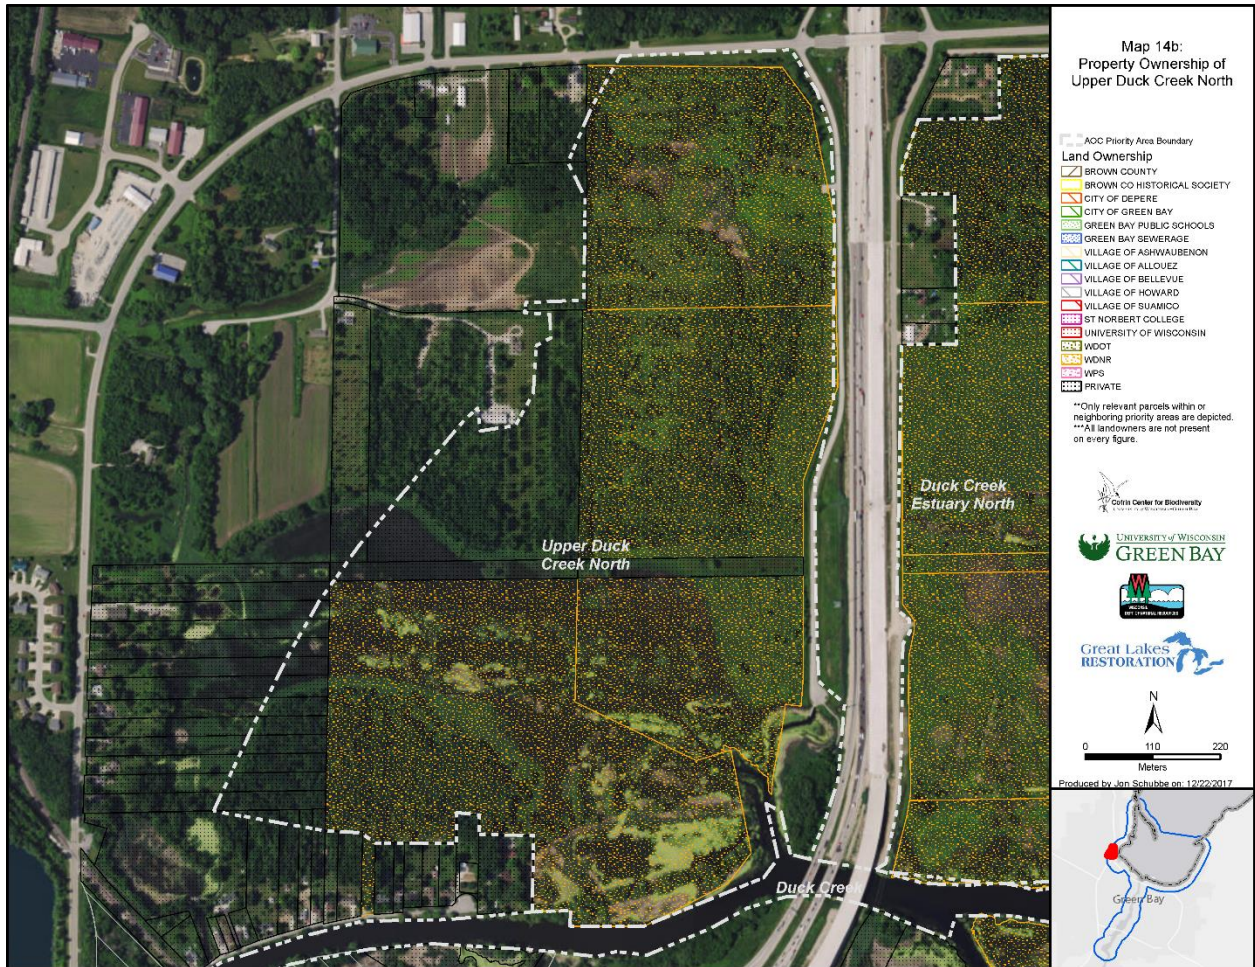 Map 14b:
Property Ownership of
Upper Duck Creek North
AOC Priority Area Boundary
Land Ownership
BROWN COUNTY
BROWN CO HISTORICAL SOCIETY
CITY OF DEPERE
CITY OF GREEN BAY
GREEN BAY PUBLIC SCHOOLS
GREEN BAY SEWERAGE
VILLAGE OF ASHWAUBENON
VILLAGE OF ALLOUEZ
VILLAGE OF BELLEVUE
VILLAGE OF HOWARD
VILLAGE OF SUAMICO
ST NORBERT COLLEGE
UNIVERSITY OF WISCONSIN
WDOT
WDNR
WPS
PRIVATE
**Only relevant parcels within or
neighboring priority areas are depicted.
***All landowners are not present
on every figure.
Cofrin Center for Biodiversity
UNIVERSITY of WISCONSIN
GREEN BAY
Great Lakes
RESTORATION
N
0 110 220
Meters
Produced by Jon Schubbe on: 12/22/2017
Green Bay
Duck Creek
Estuary North
Upper Duck
Creek North
Duck Creek